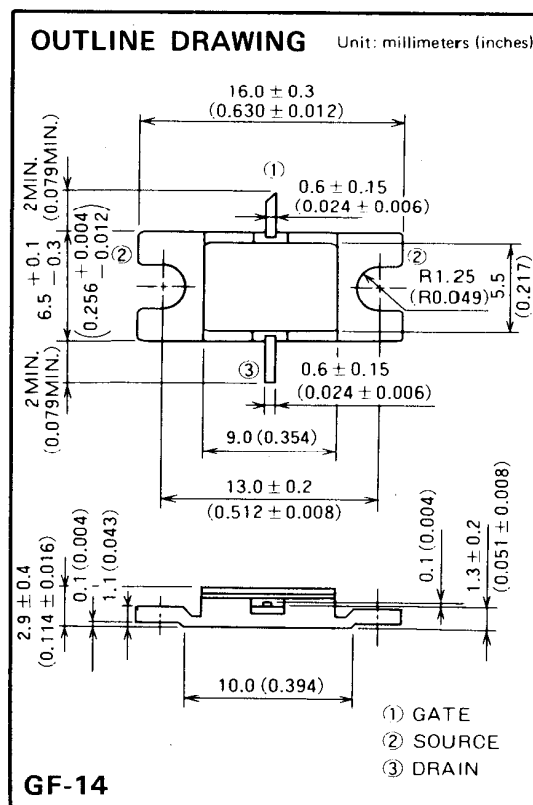 OUTLINE DRAWING
Unit: millimeters (inches)
16.0 ± 0.3
(0.630 ± 0.012)
①
2MIN.
(0.079MIN.)
0.6 ± 0.15
(0.024 ± 0.006)
②
②
6.5 +0.1 −0.3
(0.256 +0.004 −0.012)
R1.25
(R0.049)
5.5
(0.217)
2MIN.
(0.079MIN.)
③
0.6 ± 0.15
(0.024 ± 0.006)
9.0 (0.354)
13.0 ± 0.2
(0.512 ± 0.008)
2.9 ± 0.4
(0.114 ± 0.016)
0.1 (0.004)
1.1 (0.043)
0.1 (0.004)
1.3 ± 0.2
(0.051 ± 0.008)
10.0 (0.394)
① GATE
② SOURCE
③ DRAIN
GF-14